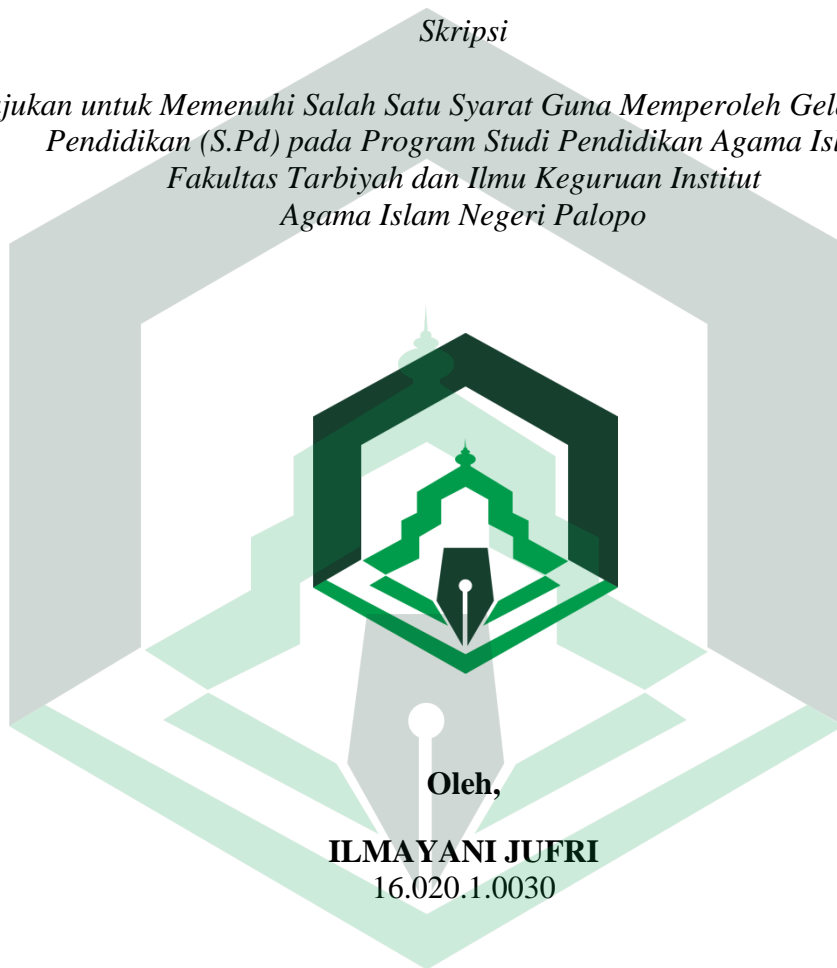 Skripsi
ajukan untuk Memenuhi Salah Satu Syarat Guna Memperoleh
Pendidikan (S.Pd) pada Program Studi Pendidikan Agama
Fakultas Tarbiyah dan Ilmu Keguruan Institut
Agama Islam Negeri Palopo
Oleh,
ILMAYANI JUFRI
16.020.1.0030